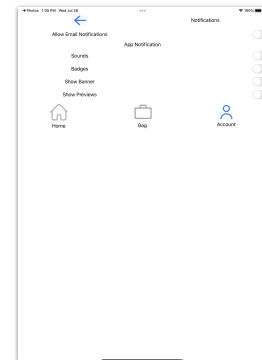 Photos 1:55 PM Wed Jul 28 100%
Notifications
Allow Email Notifications
App Notification
Sounds
Badges
Show Banner
Show Previews
Home Bag Account